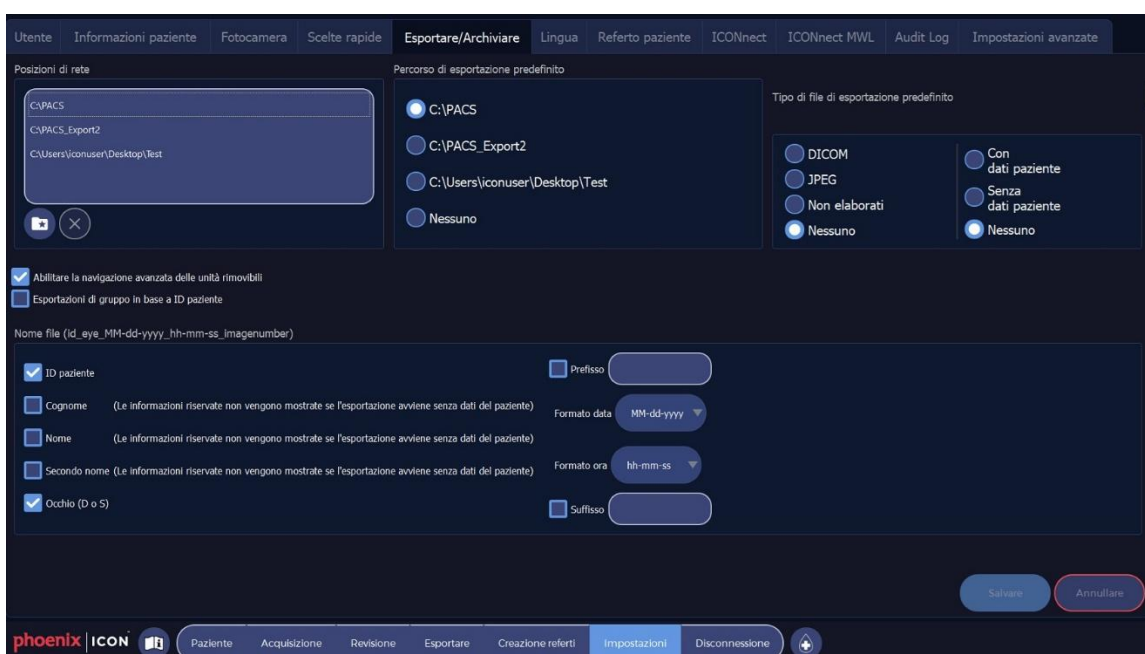 Utente Informazioni paziente Fotocamera Scelte rapide Esportare/Archiviare Lingua Referto paziente ICONnect ICONnect MWL Audit Log Impostazioni avanzate
Posizioni di rete
C:\PACS
C:\PACS_Export2
C:\Users\iconuser\Desktop\Test
Percorso di esportazione predefinito
C:\PACS
C:\PACS_Export2
C:\Users\iconuser\Desktop\Test
Nessuno
Tipo di file di esportazione predefinito
DICOM
JPEG
Non elaborati
Nessuno
Con
dati paziente
Senza
dati paziente
Nessuno
Abilitare la navigazione avanzata delle unità rimovibili
Esportazioni di gruppo in base a ID paziente
Nome file (id_eye_MM-dd-yyyy_hh-mm-ss_imagenumber)
ID paziente
Cognome (Le informazioni riservate non vengono mostrate se l'esportazione avviene senza dati del paziente)
Nome (Le informazioni riservate non vengono mostrate se l'esportazione avviene senza dati del paziente)
Secondo nome (Le informazioni riservate non vengono mostrate se l'esportazione avviene senza dati del paziente)
Occhio (D o S)
Prefisso
Formato data MM-dd-yyyy
Formato ora hh-mm-ss
Suffisso
Salvare Annullare
phoenix ICON Paziente Acquisizione Revisione Esportare Creazione referti Impostazioni Disconnessione